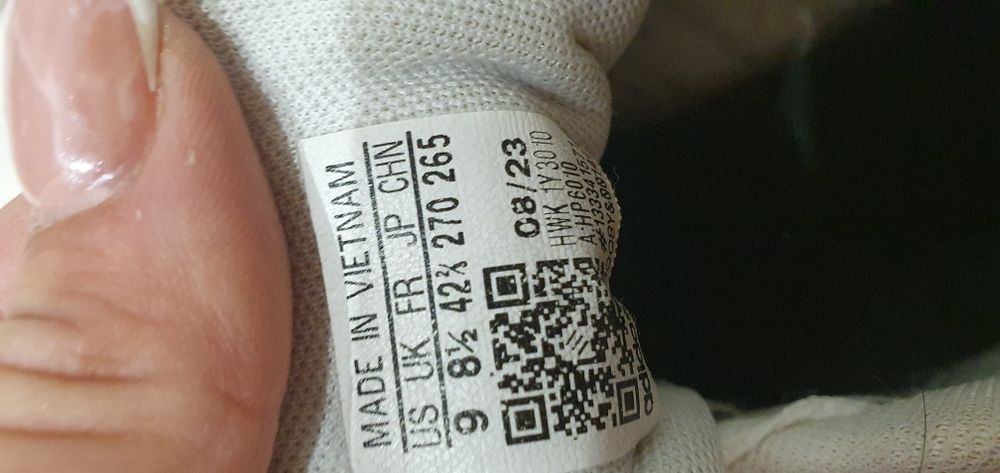 MADE IN VIETNAM
US UK FR JP CHN
9 8½ 42⅔ 270 265
08/23
HWK 1Y3010